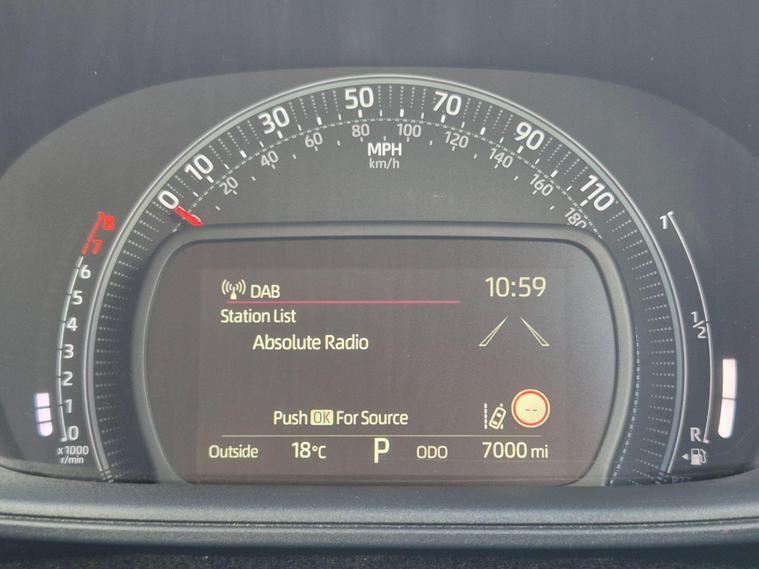 0 10 30 50 70 90 110
20 40 60 80 100 120 140 160 180
MPH
km/h
8
7
6
5
4
3
2
1
0
x1000
r/min
DAB
10:59
Station List
Absolute Radio
Push OK For Source
--
Outside 18°C P ODO 7000 mi
1
1/2
R